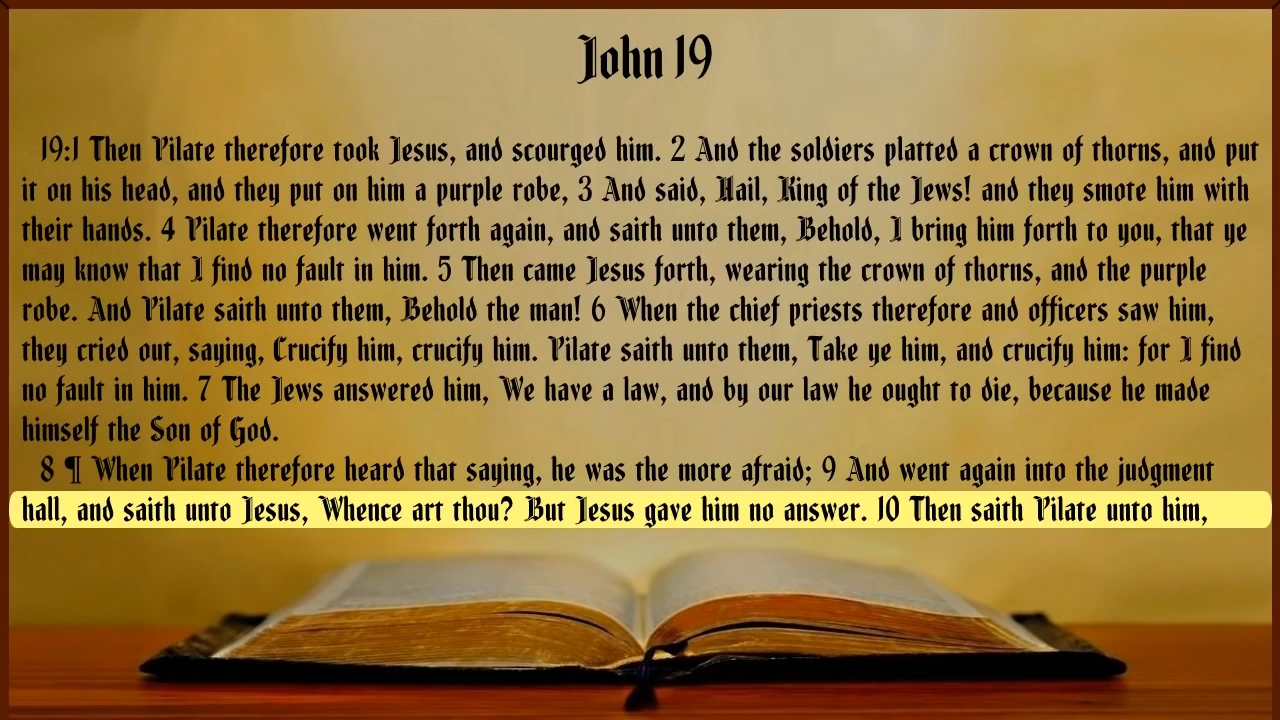 John 19
19:1 Then Pilate therefore took Jesus, and scourged him. 2 And the soldiers platted a crown of thorns, and put
it on his head, and they put on him a purple robe, 3 And said, Hail, King of the Jews! and they smote him with
their hands. 4 Pilate therefore went forth again, and saith unto them, Behold, I bring him forth to you, that ye
may know that I find no fault in him. 5 Then came Jesus forth, wearing the crown of thorns, and the purple
robe. And Pilate saith unto them, Behold the man! 6 When the chief priests therefore and officers saw him,
they cried out, saying, Crucify him, crucify him. Pilate saith unto them, Take ye him, and crucify him: for I find
no fault in him. 7 The Jews answered him, We have a law, and by our law he ought to die, because he made
himself the Son of God.
8 ¶ When Pilate therefore heard that saying, he was the more afraid; 9 And went again into the judgment
hall, and saith unto Jesus, Whence art thou? But Jesus gave him no answer. 10 Then saith Pilate unto him,